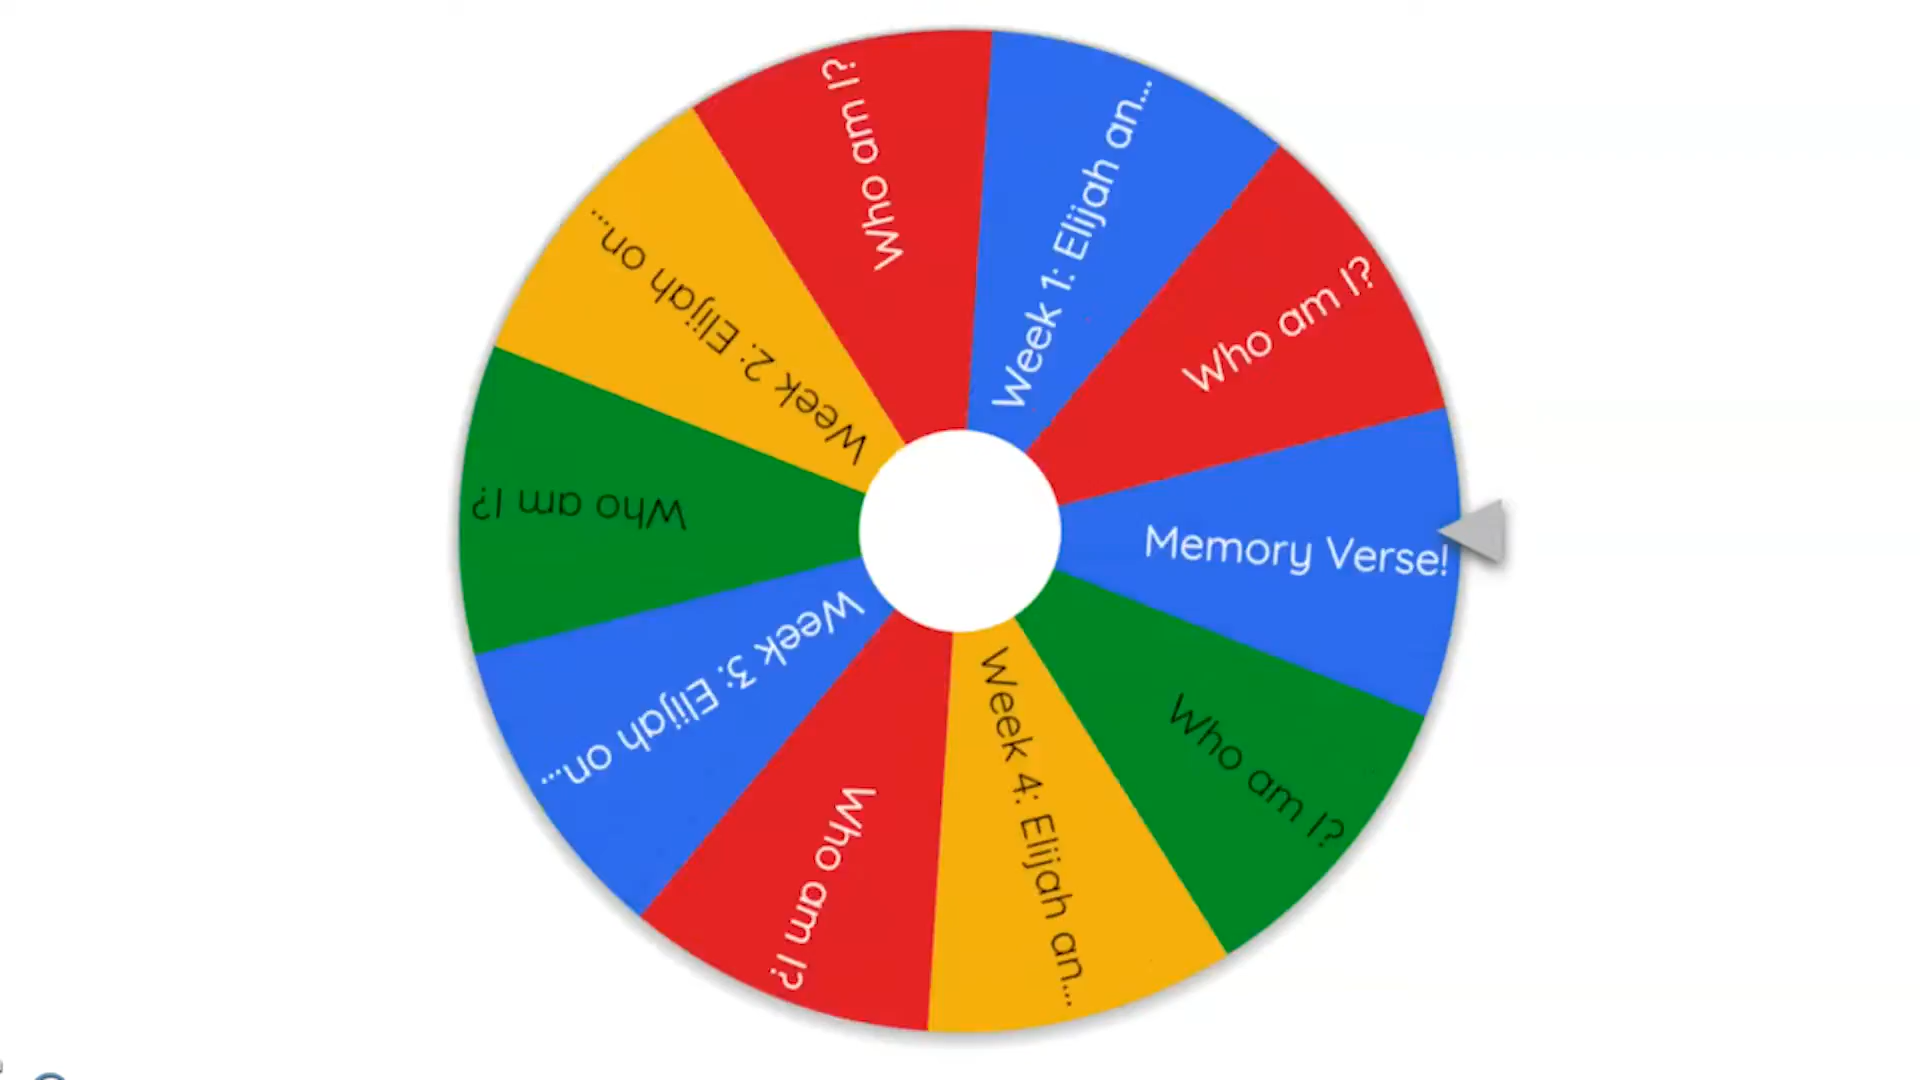 Week 1: Elijah an...
Who am I?
Memory Verse!
Who am I?
Week 4: Elijah an...
Who am I?
Week 3: Elijah on...
Who am I?
Week 2: Elijah on...
Who am I?